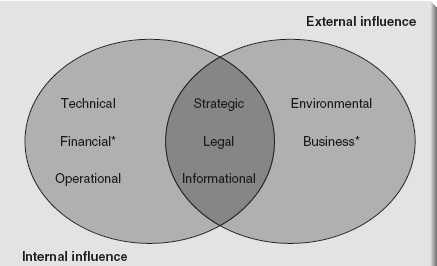 External influence
Technical Strategic Environmental
Financial* Legal Business*
Operational Informational
Internal influence